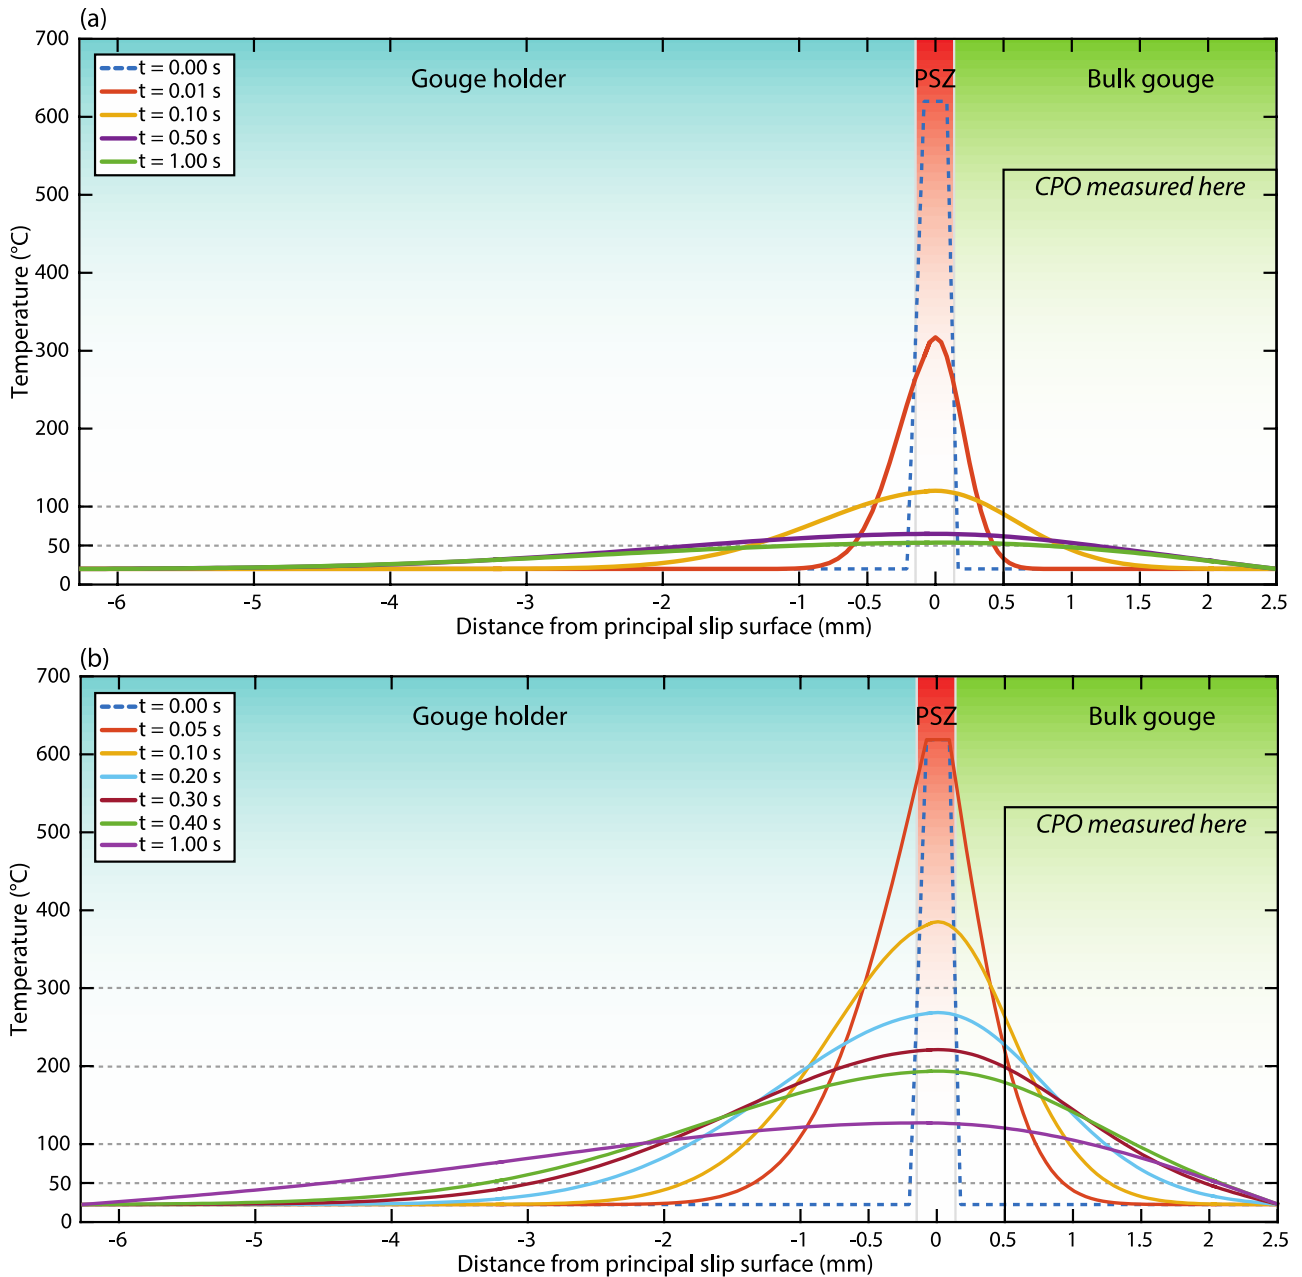 (a)
700
600
500
400
300
200
100
50
0
Temperature (°C)
t = 0.00 s
t = 0.01 s
t = 0.10 s
t = 0.50 s
t = 1.00 s
Gouge holder
PSZ
Bulk gouge
CPO measured here
-6 -5 -4 -3 -2 -1 -0.5 0 0.5 1 1.5 2 2.5
Distance from principal slip surface (mm)
(b)
700
600
500
400
300
200
100
50
0
Temperature (°C)
t = 0.00 s
t = 0.05 s
t = 0.10 s
t = 0.20 s
t = 0.30 s
t = 0.40 s
t = 1.00 s
Gouge holder
PSZ
Bulk gouge
CPO measured here
-6 -5 -4 -3 -2 -1 -0.5 0 0.5 1 1.5 2 2.5
Distance from principal slip surface (mm)